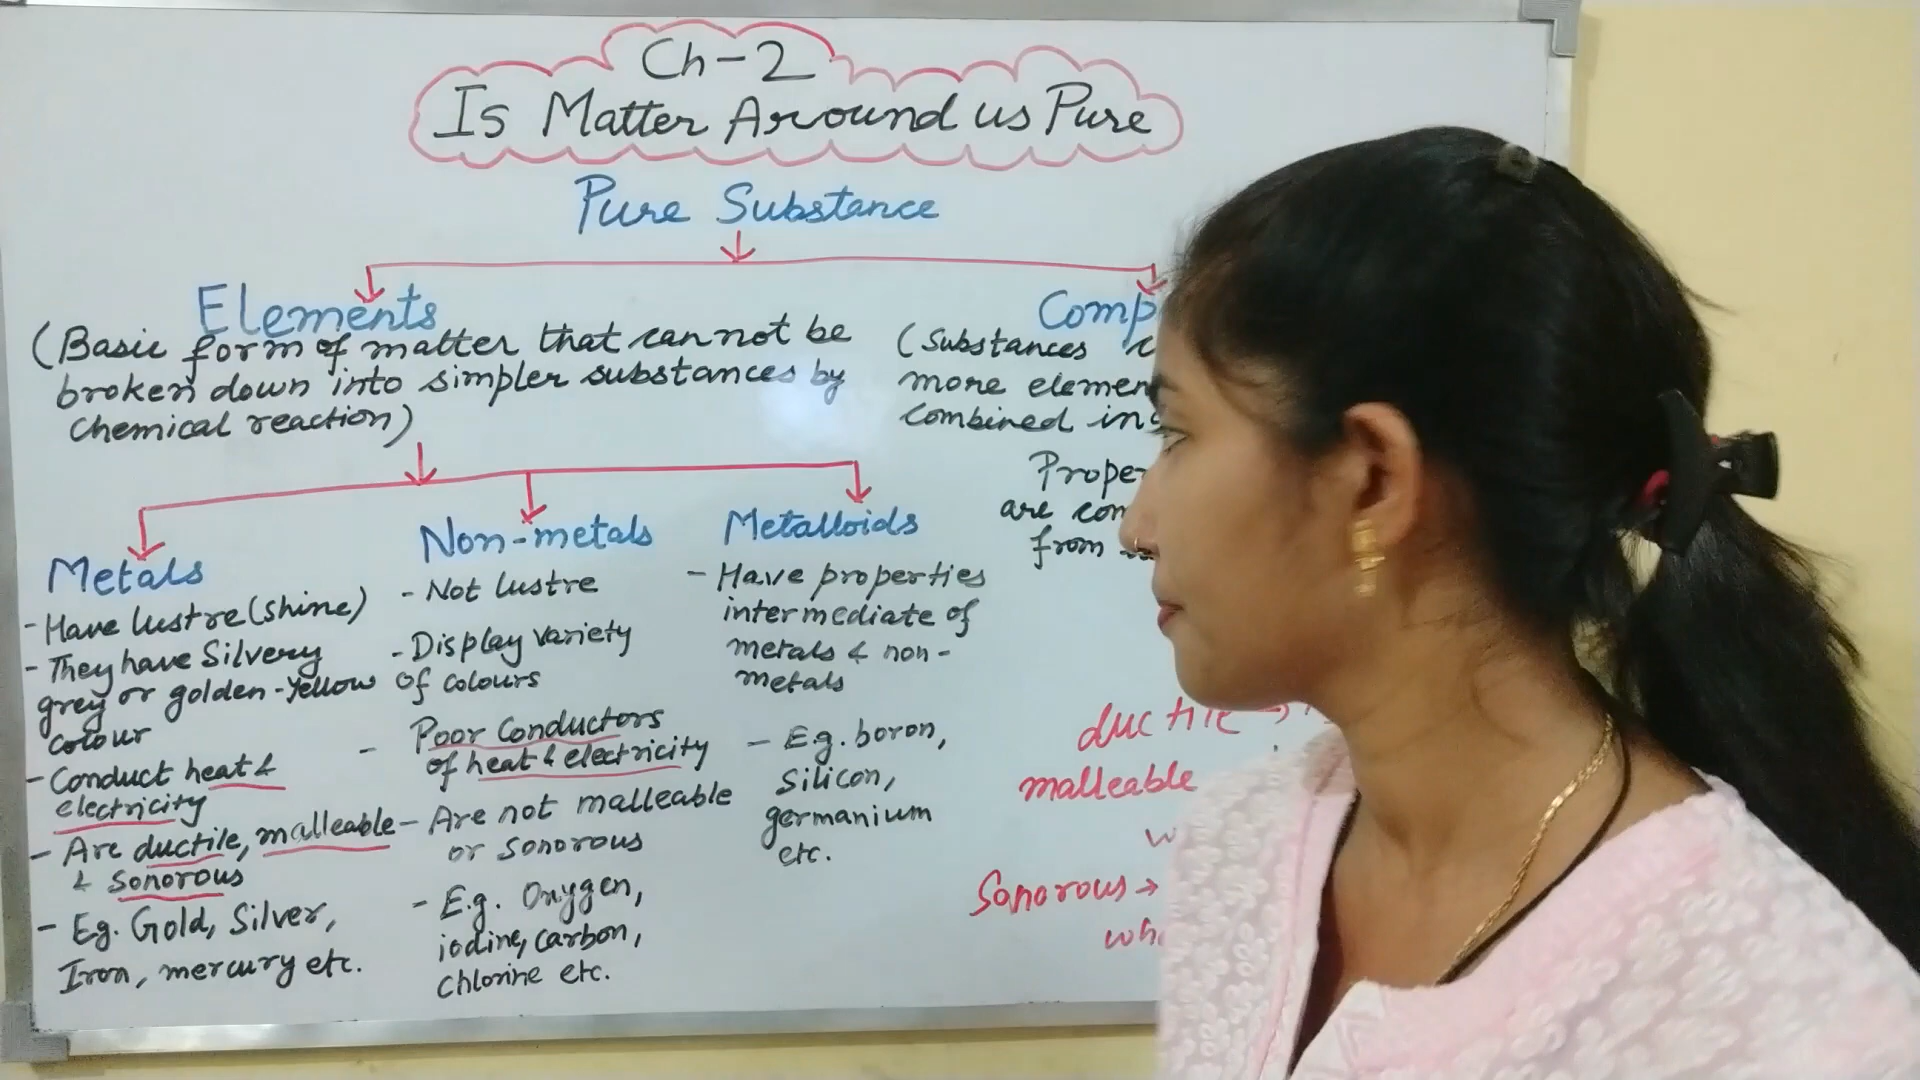 Ch-2
Is Matter Around us Pure
Pure Substance
Elements
(Basic form of matter that can not be
broken down into simpler substances by
chemical reaction)
Metals
- Have lustre (shine)
- They have Silvery
grey or golden-yellow
colour
- Conduct heat &
electricity
- Are ductile, malleable
& sonorous
- Eg. Gold, Silver,
Iron, mercury etc.
Non-metals
- Not lustre
- Display variety
of colours
- Poor Conductors
of heat & electricity
- Are not malleable
or sonorous
- E.g. Oxygen,
iodine, carbon,
chlorine etc.
Metalloids
- Have properties
intermediate of
metals & non-
metals
- E.g. boron,
silicon,
germanium
etc.
Comp
(Substances
more elemen
combined in
Proper
are com
from
ductile →
malleable
Sonorous →